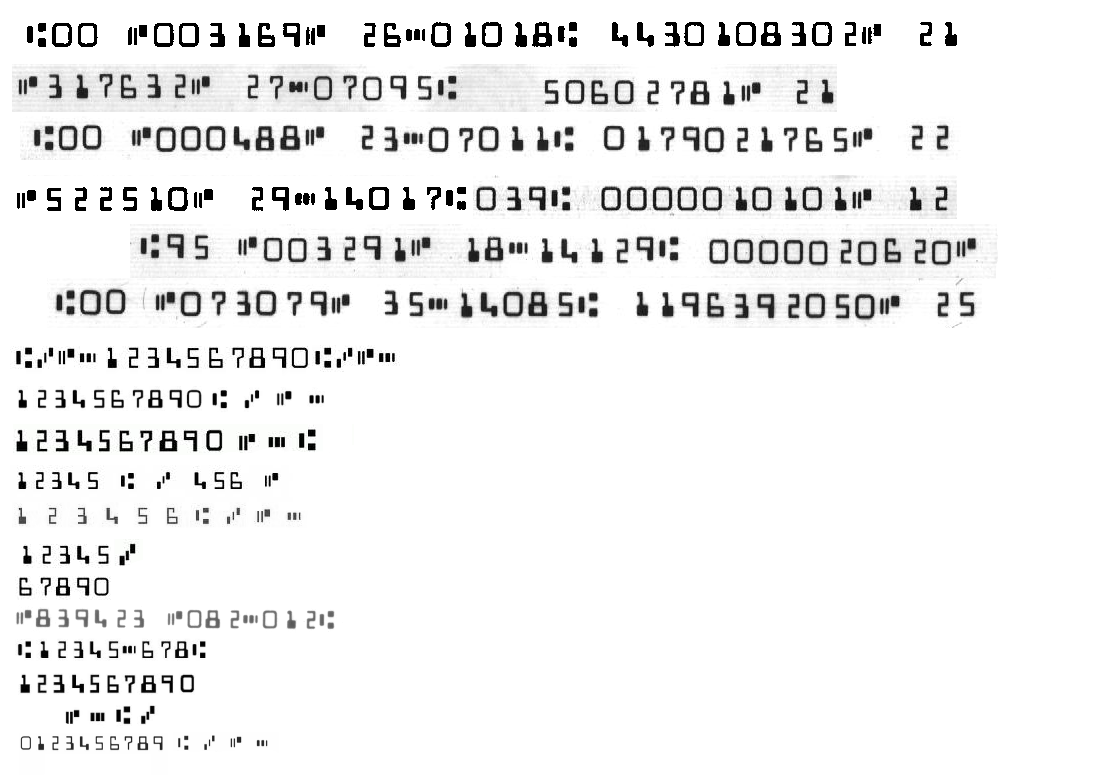 ⑆00 ⑈003169⑈ 26⑉01018⑆ 4430108302⑈ 21
⑈317632⑈ 27⑉07095⑆ 50602781⑈ 21
⑆00 ⑈000488⑈ 23⑉07011⑆ 0179021765⑈ 22
⑈522510⑈ 29⑉14017⑆039⑆ 0000010101⑈ 12
⑆95 ⑈003291⑈ 18⑉14129⑆ 0000020620⑈
⑆00 ⑈073079⑈ 35⑉14085⑆ 1196392050⑈ 25
⑆⑇⑈⑉1234567890⑆⑇⑈⑉
1234567890⑆ ⑇ ⑈ ⑉
1234567890 ⑈ ⑉ ⑆
12345 ⑆ ⑇ 456 ⑈
1 2 3 4 5 6 ⑆ ⑇ ⑈ ⑉
12345⑇
67890
⑈839423 ⑈082⑉012⑆
⑆12345⑉678⑆
1234567890
⑈ ⑉ ⑆ ⑇
0123456789 ⑆ ⑇ ⑈ ⑉